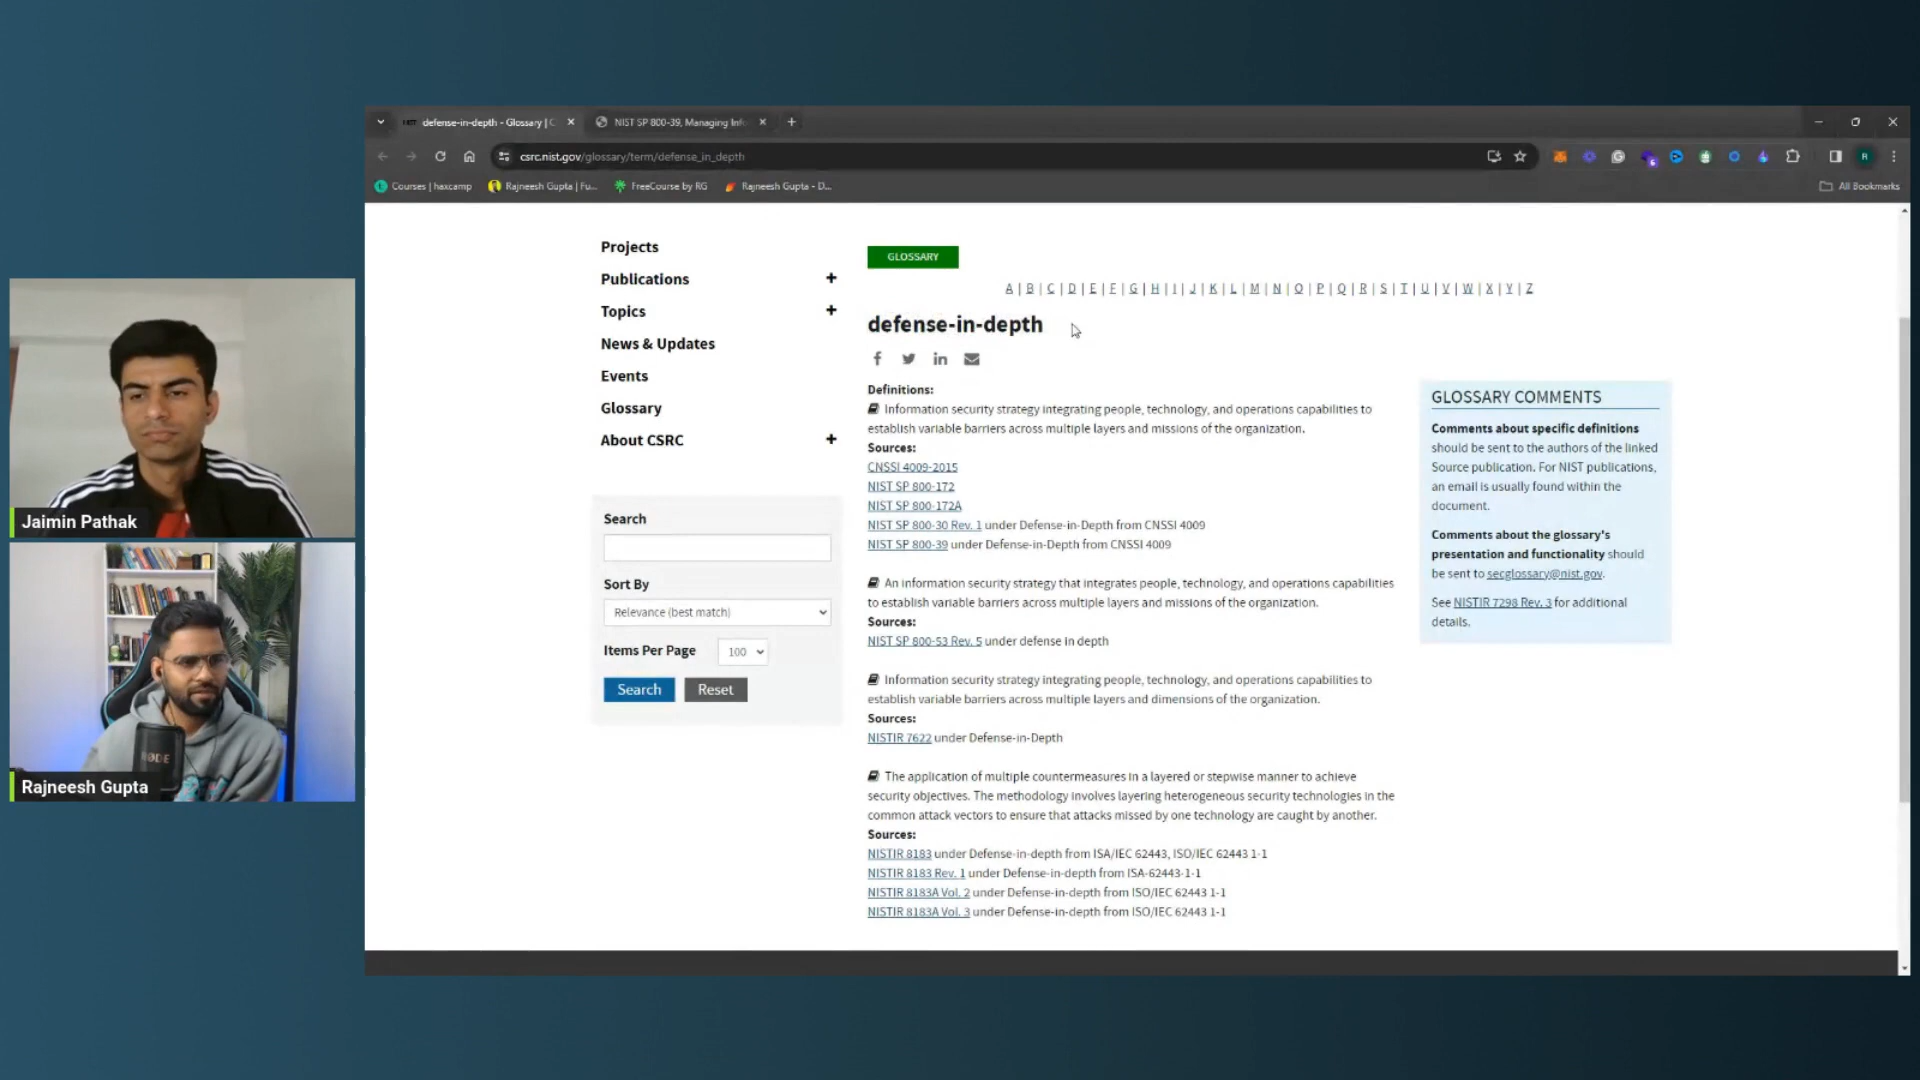 defense-in-depth - Glossary | C
NIST SP 800-39, Managing Inf
csrc.nist.gov/glossary/term/defense_in_depth
Courses | haxcamp
Rajneesh Gupta | Fu...
FreeCourse by RG
Rajneesh Gupta - D...
All Bookmarks
Projects
Publications +
Topics +
News & Updates
Events
Glossary
About CSRC +
Search
Sort By
Relevance (best match)
Items Per Page 100
Search Reset
GLOSSARY
A | B | C | D | E | F | G | H | I | J | K | L | M | N | O | P | Q | R | S | T | U | V | W | X | Y | Z
defense-in-depth
Definitions:
Information security strategy integrating people, technology, and operations capabilities to
establish variable barriers across multiple layers and missions of the organization.
Sources:
CNSSI 4009-2015
NIST SP 800-172
NIST SP 800-172A
NIST SP 800-30 Rev. 1 under Defense-in-Depth from CNSSI 4009
NIST SP 800-39 under Defense-in-Depth from CNSSI 4009
An information security strategy that integrates people, technology, and operations capabilities
to establish variable barriers across multiple layers and missions of the organization.
Sources:
NIST SP 800-53 Rev. 5 under defense in depth
Information security strategy integrating people, technology, and operations capabilities to
establish variable barriers across multiple layers and dimensions of the organization.
Sources:
NISTIR 7622 under Defense-in-Depth
The application of multiple countermeasures in a layered or stepwise manner to achieve
security objectives. The methodology involves layering heterogeneous security technologies in the
common attack vectors to ensure that attacks missed by one technology are caught by another.
Sources:
NISTIR 8183 under Defense-in-depth from ISA/IEC 62443, ISO/IEC 62443 1-1
NISTIR 8183 Rev. 1 under Defense-in-depth from ISA-62443-1-1
NISTIR 8183A Vol. 2 under Defense-in-depth from ISO/IEC 62443 1-1
NISTIR 8183A Vol. 3 under Defense-in-depth from ISO/IEC 62443 1-1
GLOSSARY COMMENTS
Comments about specific definitions
should be sent to the authors of the linked
Source publication. For NIST publications,
an email is usually found within the
document.
Comments about the glossary's
presentation and functionality should
be sent to secglossary@nist.gov.
See NISTIR 7298 Rev. 3 for additional
details.
Jaimin Pathak
RØDE
Rajneesh Gupta